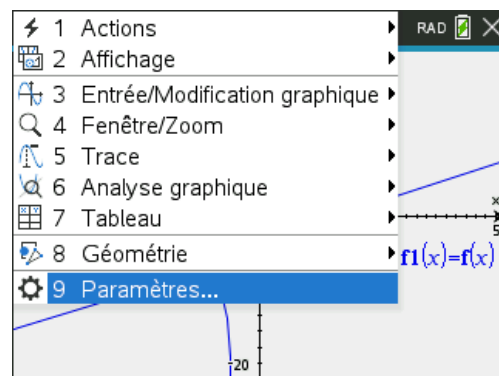 1 Actions
RAD
2 Affichage
3 Entrée/Modification graphique
4 Fenêtre/Zoom
5 Trace
6 Analyse graphique
7 Tableau
x
5
8 Géométrie
f1(x)=f(x)
9 Paramètres...
-20